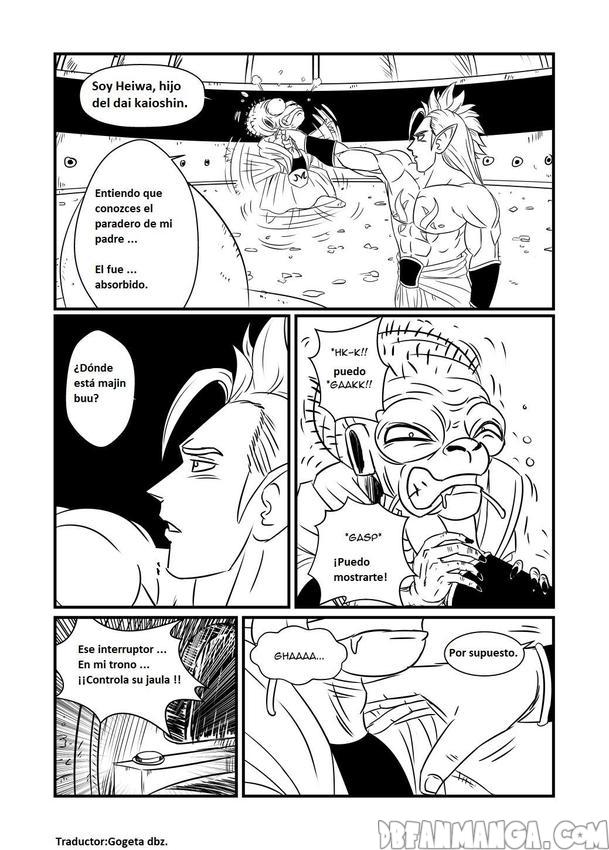 Soy Heiwa, hijo
del dai kaioshin.
Entiendo que
conozces el
paradero de mi
padre ...
El fue ...
absorbido.
¿Dónde
está majin
buu?
*HK-K!!
puedo
*GAAKK!!
*GASP*
¡Puedo
mostrarte!
Ese interruptor ...
En mi trono ...
¡¡Controla su jaula !!
GHAAAA...
Por supuesto.
Traductor:Gogeta dbz.
DBFANMANGA.COM